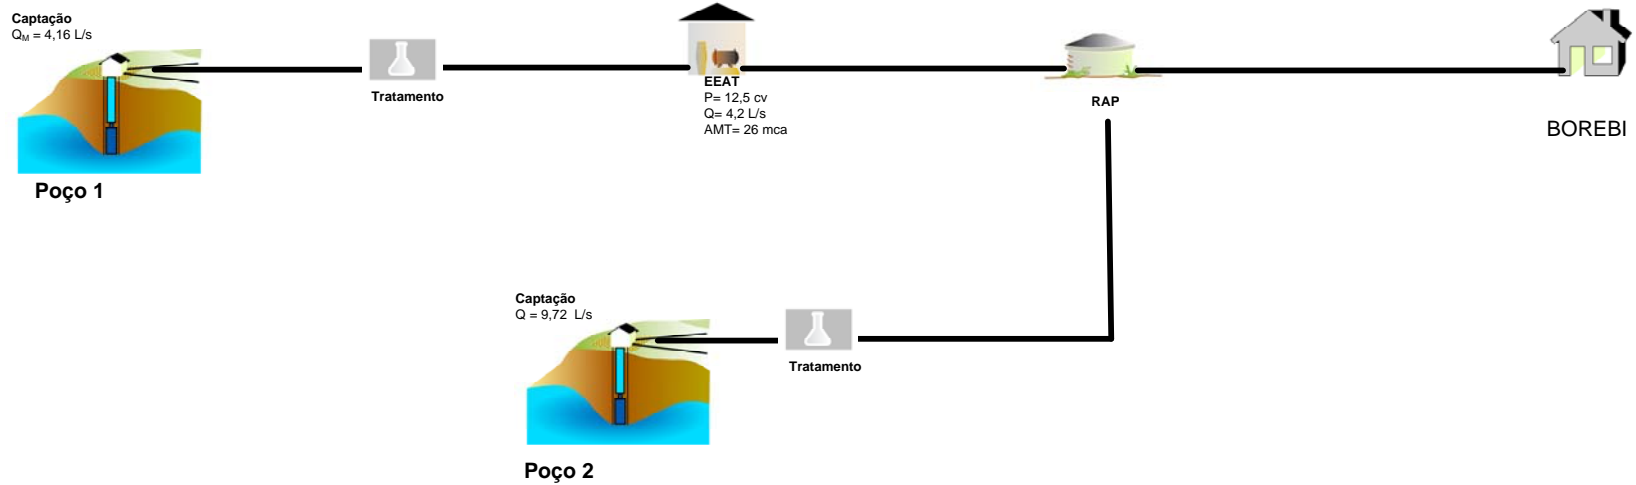 Captação
QM = 4,16 L/s
Poço 1
Tratamento
EEAT
P= 12,5 cv
Q= 4,2 L/s
AMT= 26 mca
RAP
BOREBI
Captação
Q = 9,72 L/s
Tratamento
Poço 2